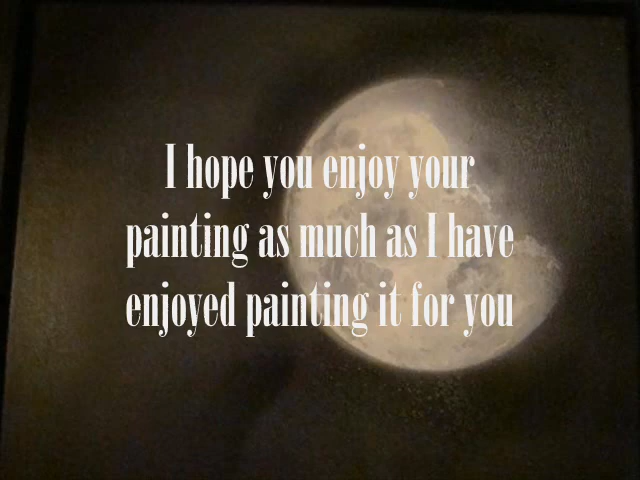 I hope you enjoy your
painting as much as I have
enjoyed painting it for you